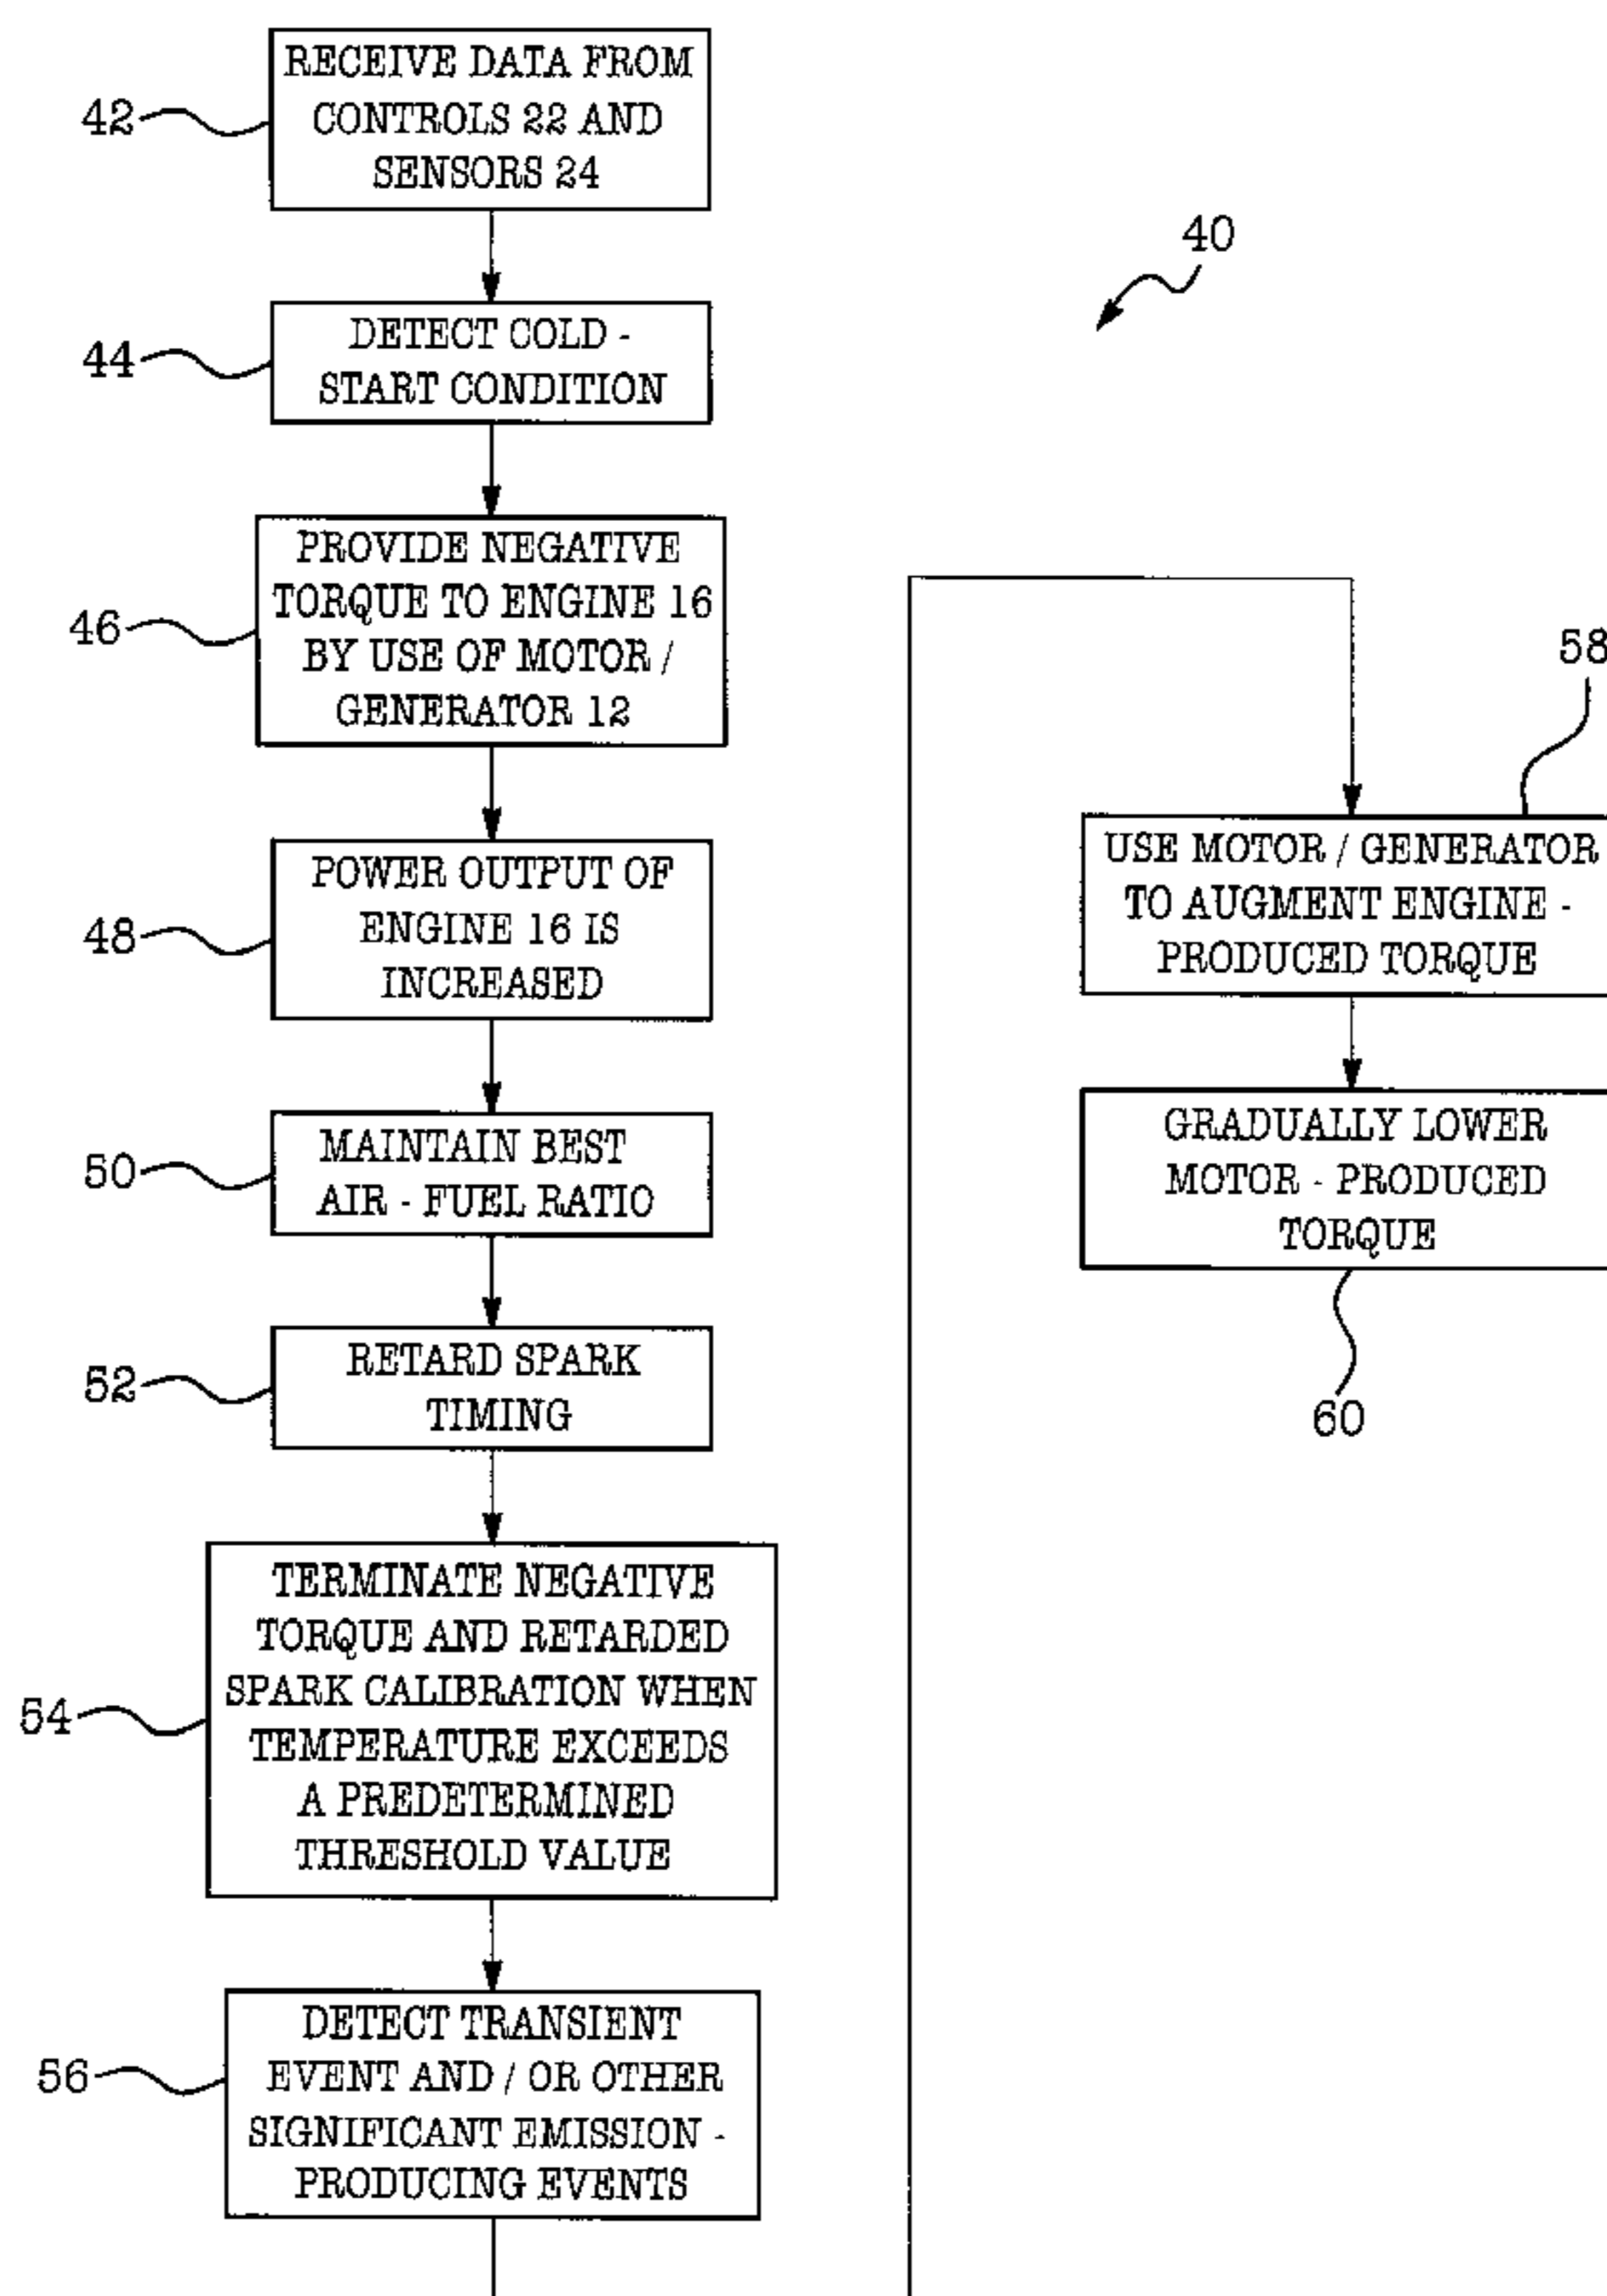 42
RECEIVE DATA FROM
CONTROLS 22 AND
SENSORS 24
40
44
DETECT COLD -
START CONDITION
46
PROVIDE NEGATIVE
TORQUE TO ENGINE 16
BY USE OF MOTOR /
GENERATOR 12
48
POWER OUTPUT OF
ENGINE 16 IS
INCREASED
50
MAINTAIN BEST
AIR - FUEL RATIO
52
RETARD SPARK
TIMING
54
TERMINATE NEGATIVE
TORQUE AND RETARDED
SPARK CALIBRATION WHEN
TEMPERATURE EXCEEDS
A PREDETERMINED
THRESHOLD VALUE
56
DETECT TRANSIENT
EVENT AND / OR OTHER
SIGNIFICANT EMISSION -
PRODUCING EVENTS
58
USE MOTOR / GENERATOR
TO AUGMENT ENGINE -
PRODUCED TORQUE
GRADUALLY LOWER
MOTOR - PRODUCED
TORQUE
60